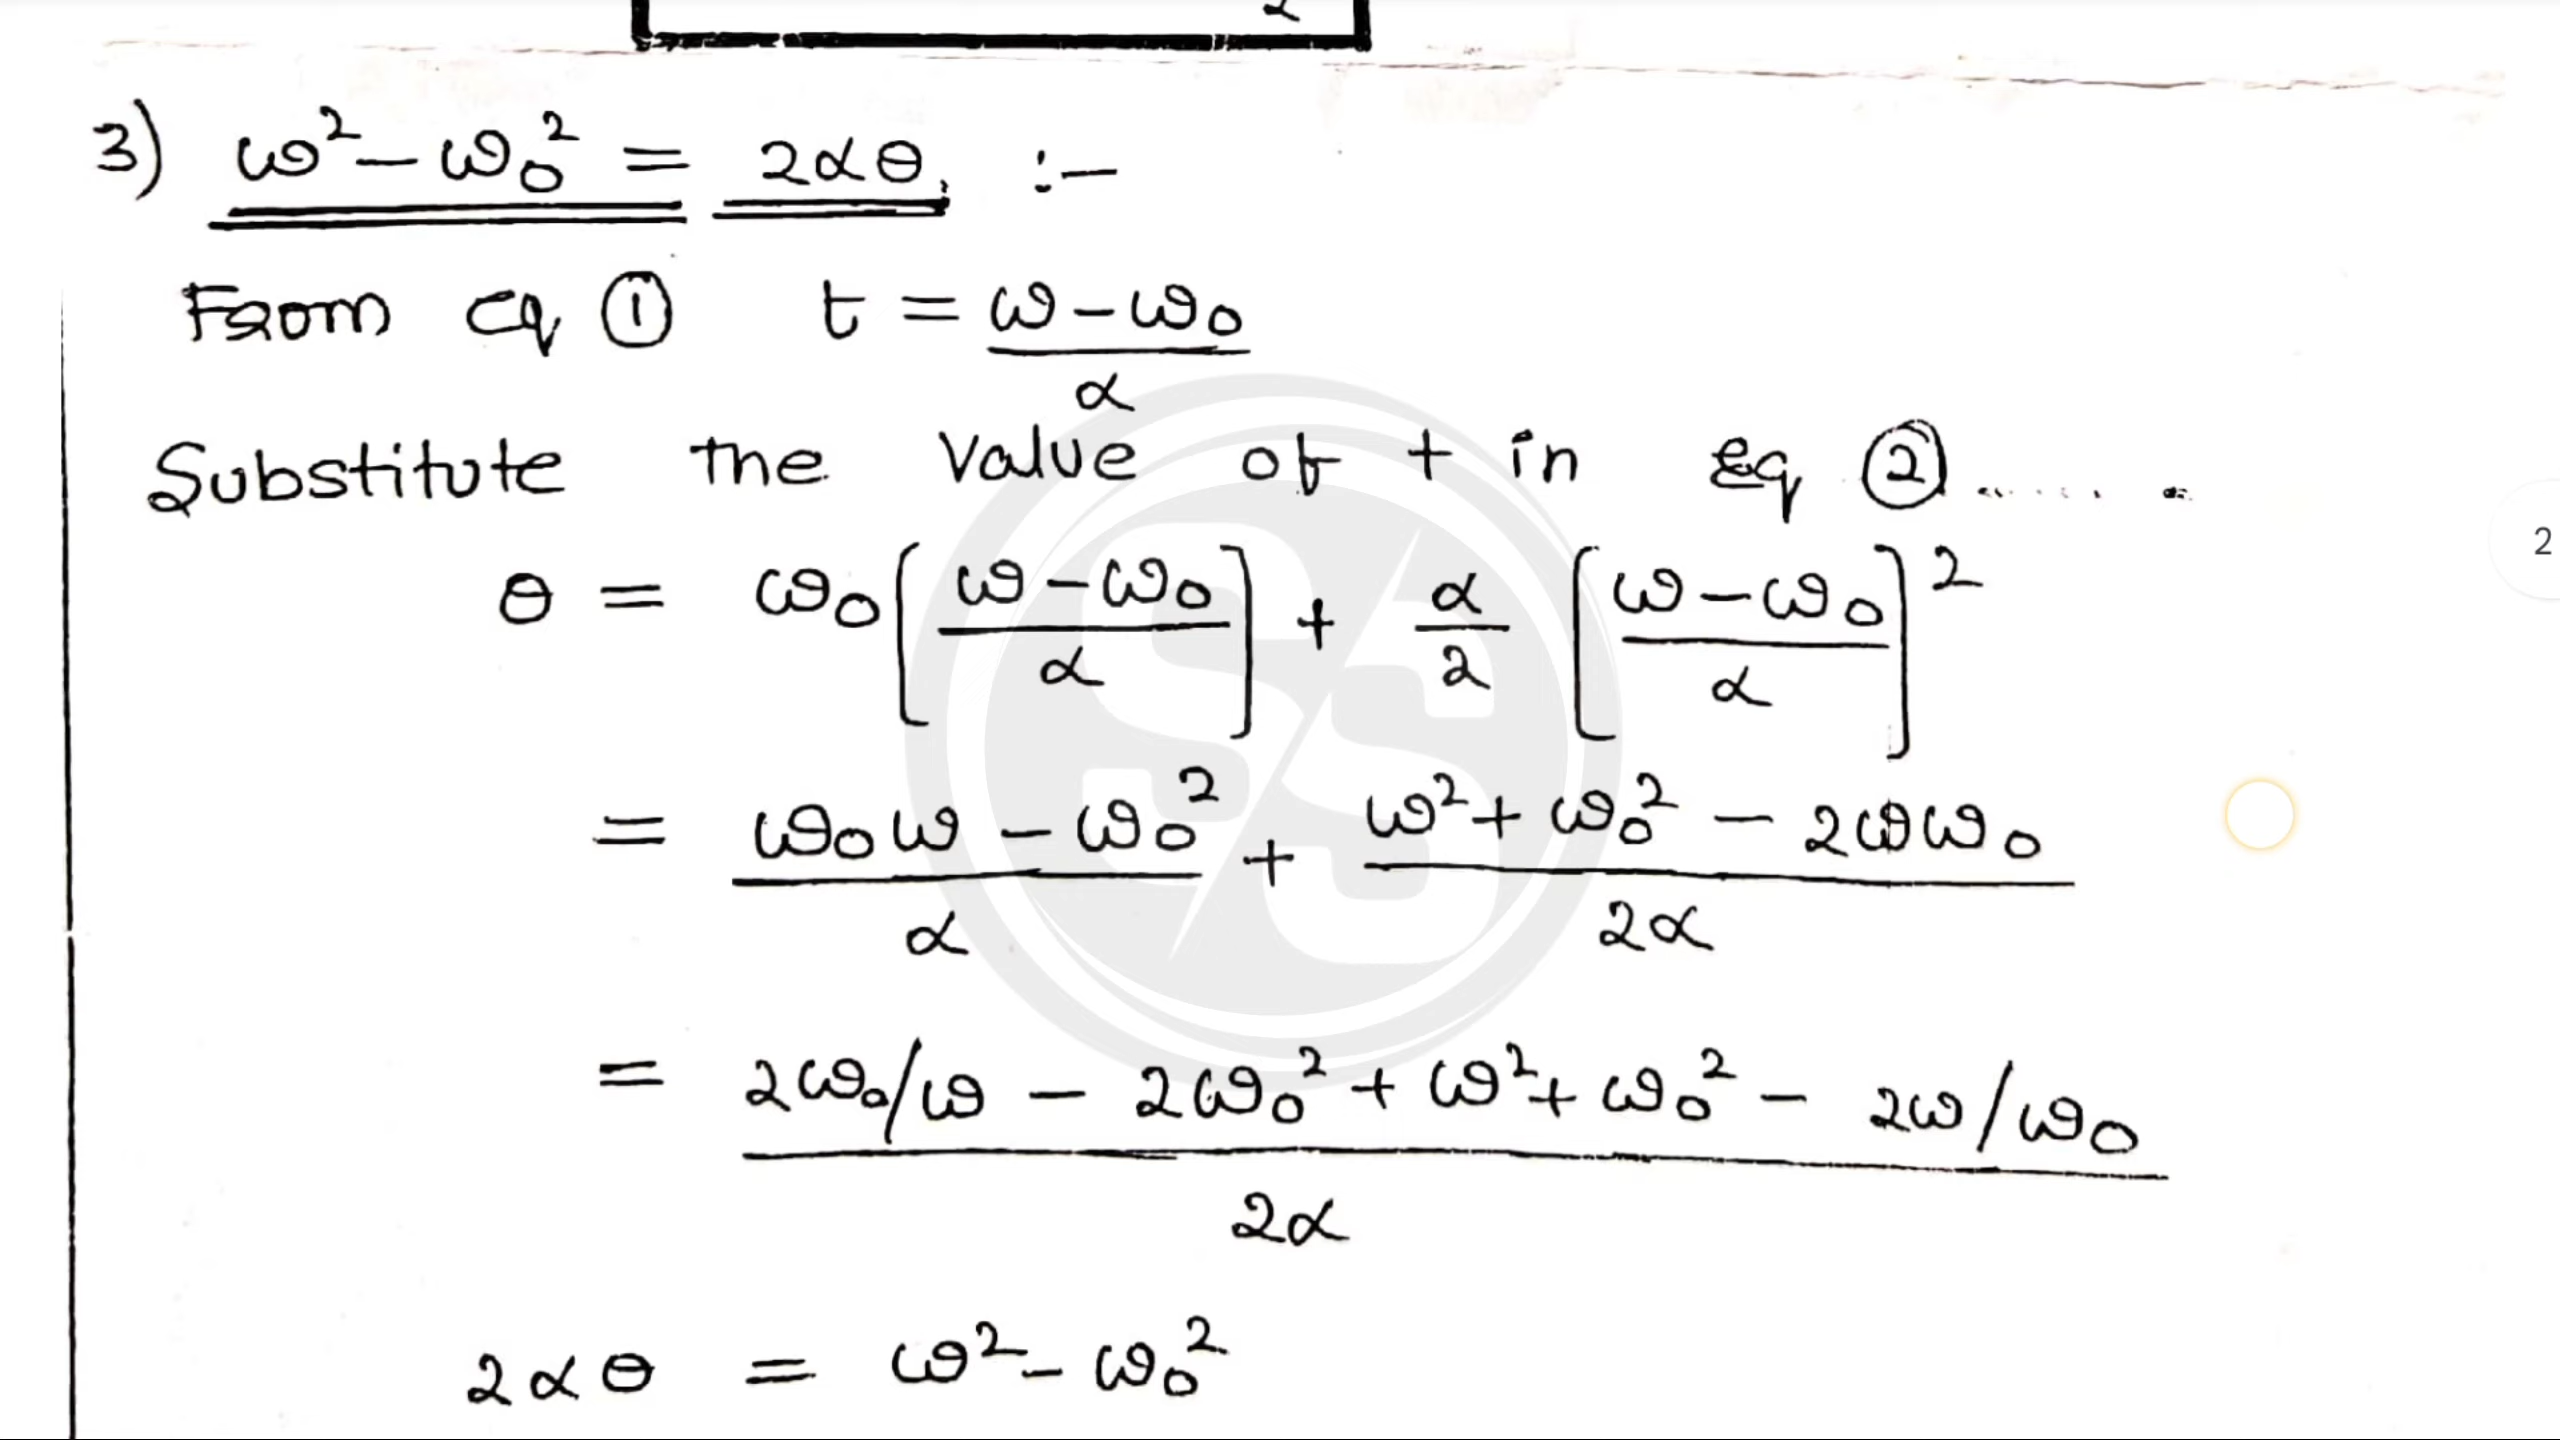 3) ω² – ω₀² = 2αθ. :–
From eq ① t = (ω – ω₀)/α
Substitute the Value of t in Eq ②......
θ = ω₀[(ω – ω₀)/α] + α/2 [(ω – ω₀)/α]²
= (ω₀ω – ω₀²)/α + (ω² + ω₀² – 2ωω₀)/2α
= (2ω₀/ω – 2ω₀² + ω² + ω₀² – 2ω/ω₀)/2α
2αθ = ω² – ω₀²
2